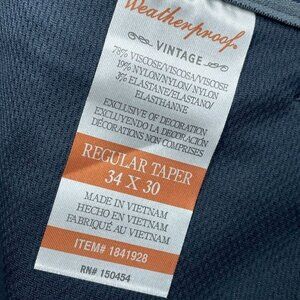 Weatherproof®
VINTAGE
78% VISCOSE/VISCOSA/VISCOSE
19% NYLON/NYLON/NYLON
3% ELASTANE/ELASTANO/
ELASTHANNE
EXCLUSIVE OF DECORATION
EXCLUYENDO LA DECORACIÓN
DÉCORATIONS NON COMPRISES
REGULAR TAPER
34 X 30
MADE IN VIETNAM
HECHO EN VIETNAM
FABRIQUÉ AU VIETNAM
ITEM# 1841928
RN# 150454